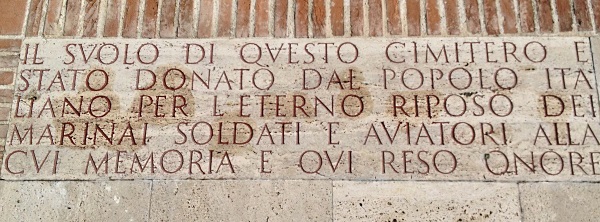 IL SVOLO DI QVESTO CIMITERO E
STATO DONATO DAL POPOLO ITA
LIANO PER L'ETERNO RIPOSO DEI
MARINAI SOLDATI E AVIATORI ALLA
CVI MEMORIA E QVI RESO ONORE